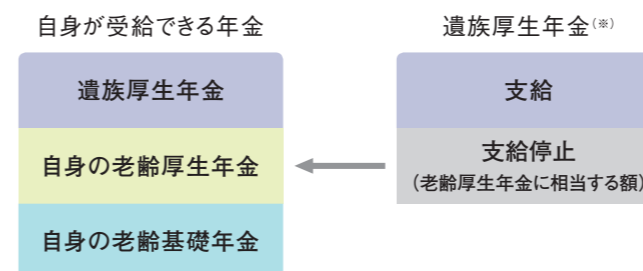 自身が受給できる年金
遺族厚生年金(※)
遺族厚生年金
支給
自身の老齢厚生年金
支給停止
(老齢厚生年金に相当する額)
自身の老齢基礎年金